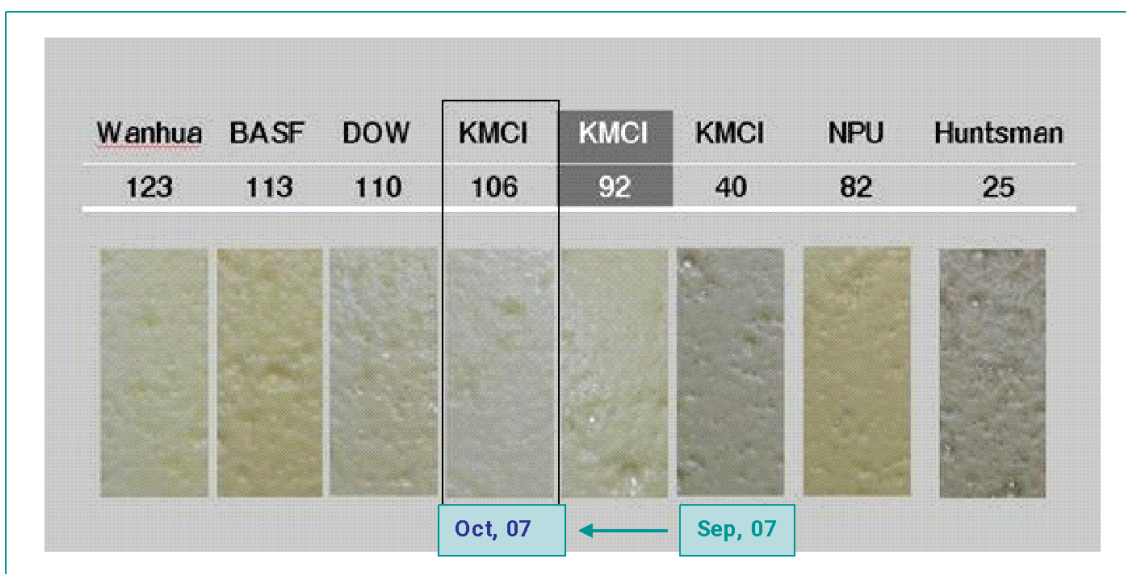 Wanhua BASF DOW KMCI KMCI KMCI NPU Huntsman
123 113 110 106 92 40 82 25
Oct, 07 Sep, 07